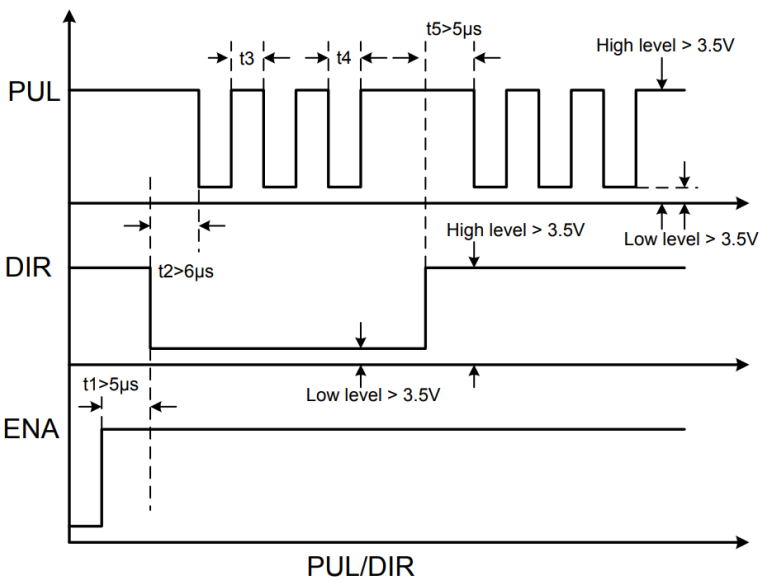 t5>5μs
High level > 3.5V
t3
t4
PUL
High level > 3.5V
Low level > 3.5V
DIR
t2>6μs
t1>5μs
Low level > 3.5V
ENA
PUL/DIR